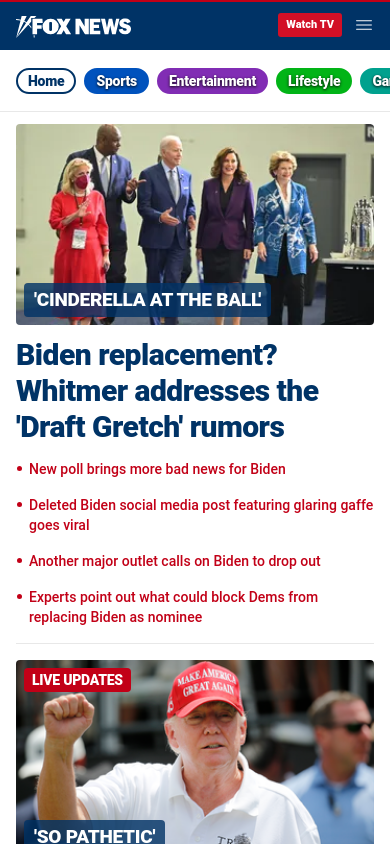 FOX NEWS
Watch TV
Home
Sports
Entertainment
Lifestyle
R
'CINDERELLA AT THE BALL'
Biden replacement?
Whitmer addresses the
'Draft Gretch' rumors
New poll brings more bad news for Biden
Deleted Biden social media post featuring glaring gaffe
goes viral
Another major outlet calls on Biden to drop out
Experts point out what could block Dems from
replacing Biden as nominee
LIVE UPDATES
MAKE AMERICA
GREAT AGAIN
'SO PATHETIC'